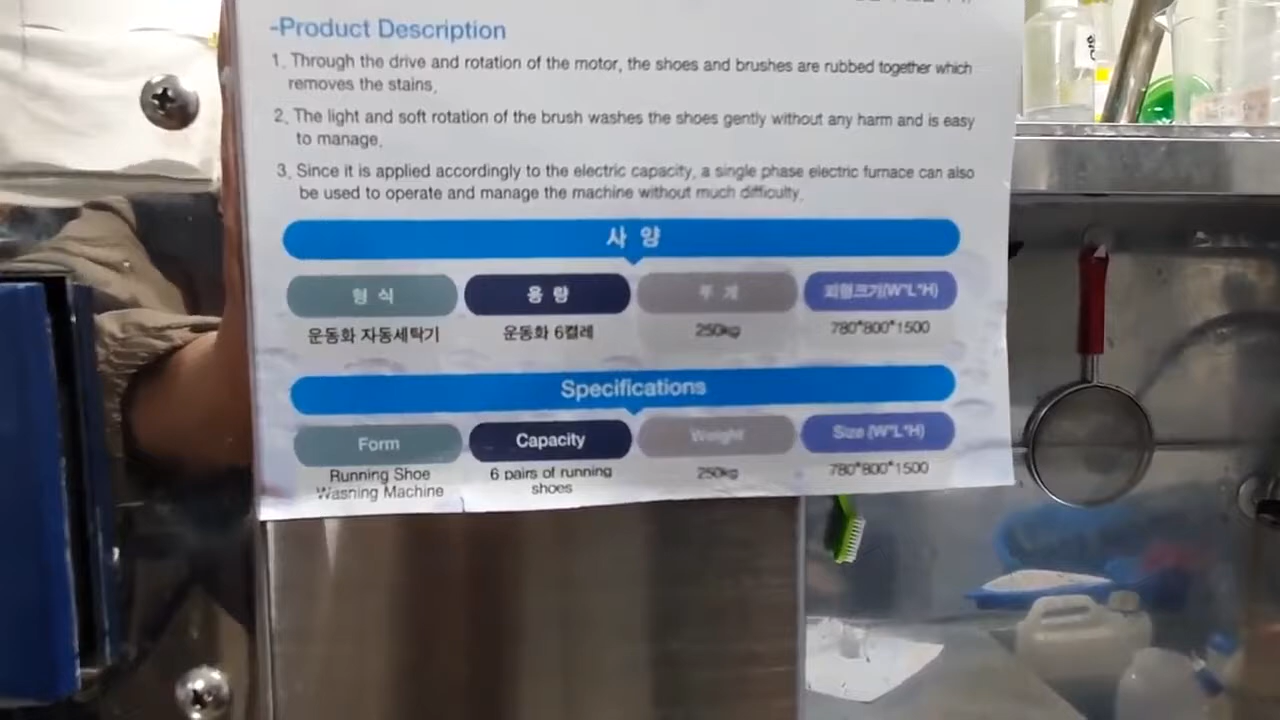 -Product Description
1. Through the drive and rotation of the motor, the shoes and brushes are rubbed together which
removes the stains.
2. The light and soft rotation of the brush washes the shoes gently without any harm and is easy
to manage.
3. Since it is applied accordingly to the electric capacity, a single phase electric furnace can also
be used to operate and manage the machine without much difficulty.
사 양
형 식 용 량 무 게 외형크기(W*L*H)
운동화 자동세탁기 운동화 6켤레 250kg 780*800*1500
Specifications
Form Capacity Weight Size (W*L*H)
Running Shoe 6 pairs of running 250kg 780*800*1500
Washing Machine shoes